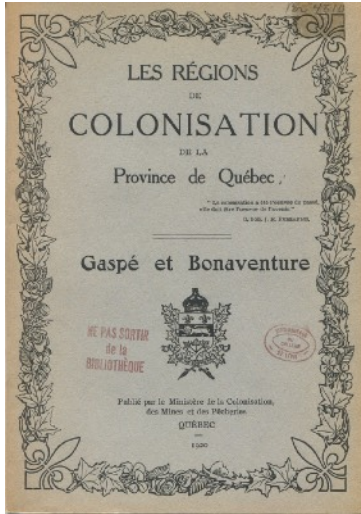 LES RÉGIONS
DE
COLONISATION
DE LA
Province de Québec
Gaspé et Bonaventure
NE PAS SORTIR
de la
BIBLIOTHÈQUE
Publié par le Ministère de la Colonisation,
des Mines et des Pêcheries
QUÉBEC
1920